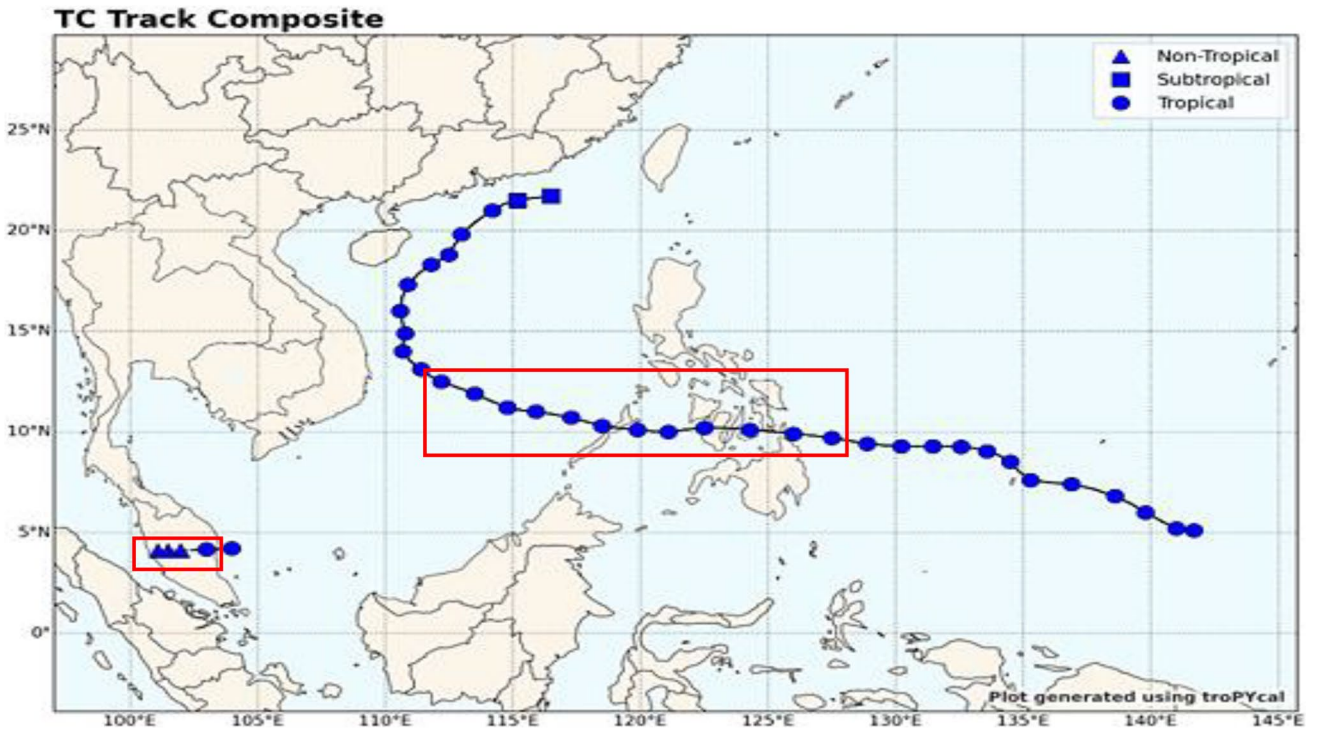 TC Track Composite
Non-Tropical
Subtropical
Tropical
25°N
20°N
15°N
10°N
5°N
0°
Plot generated using troPYcal
100°E 105°E 110°E 115°E 120°E 125°E 130°E 135°E 140°E 145°E